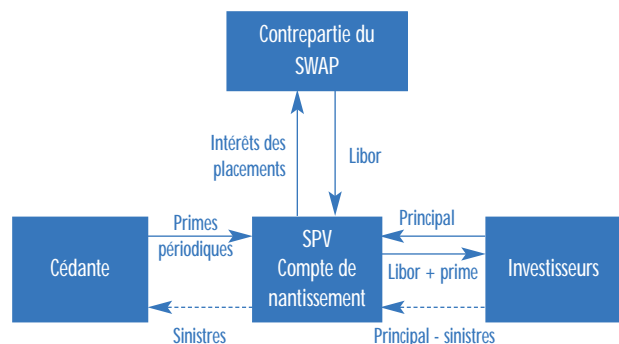 Contrepartie du
SWAP
Intérêts des
placements
Libor
Primes
périodiques
Principal
Cédante
SPV
Compte de
nantissement
Libor + prime
Investisseurs
Sinistres
Principal - sinistres